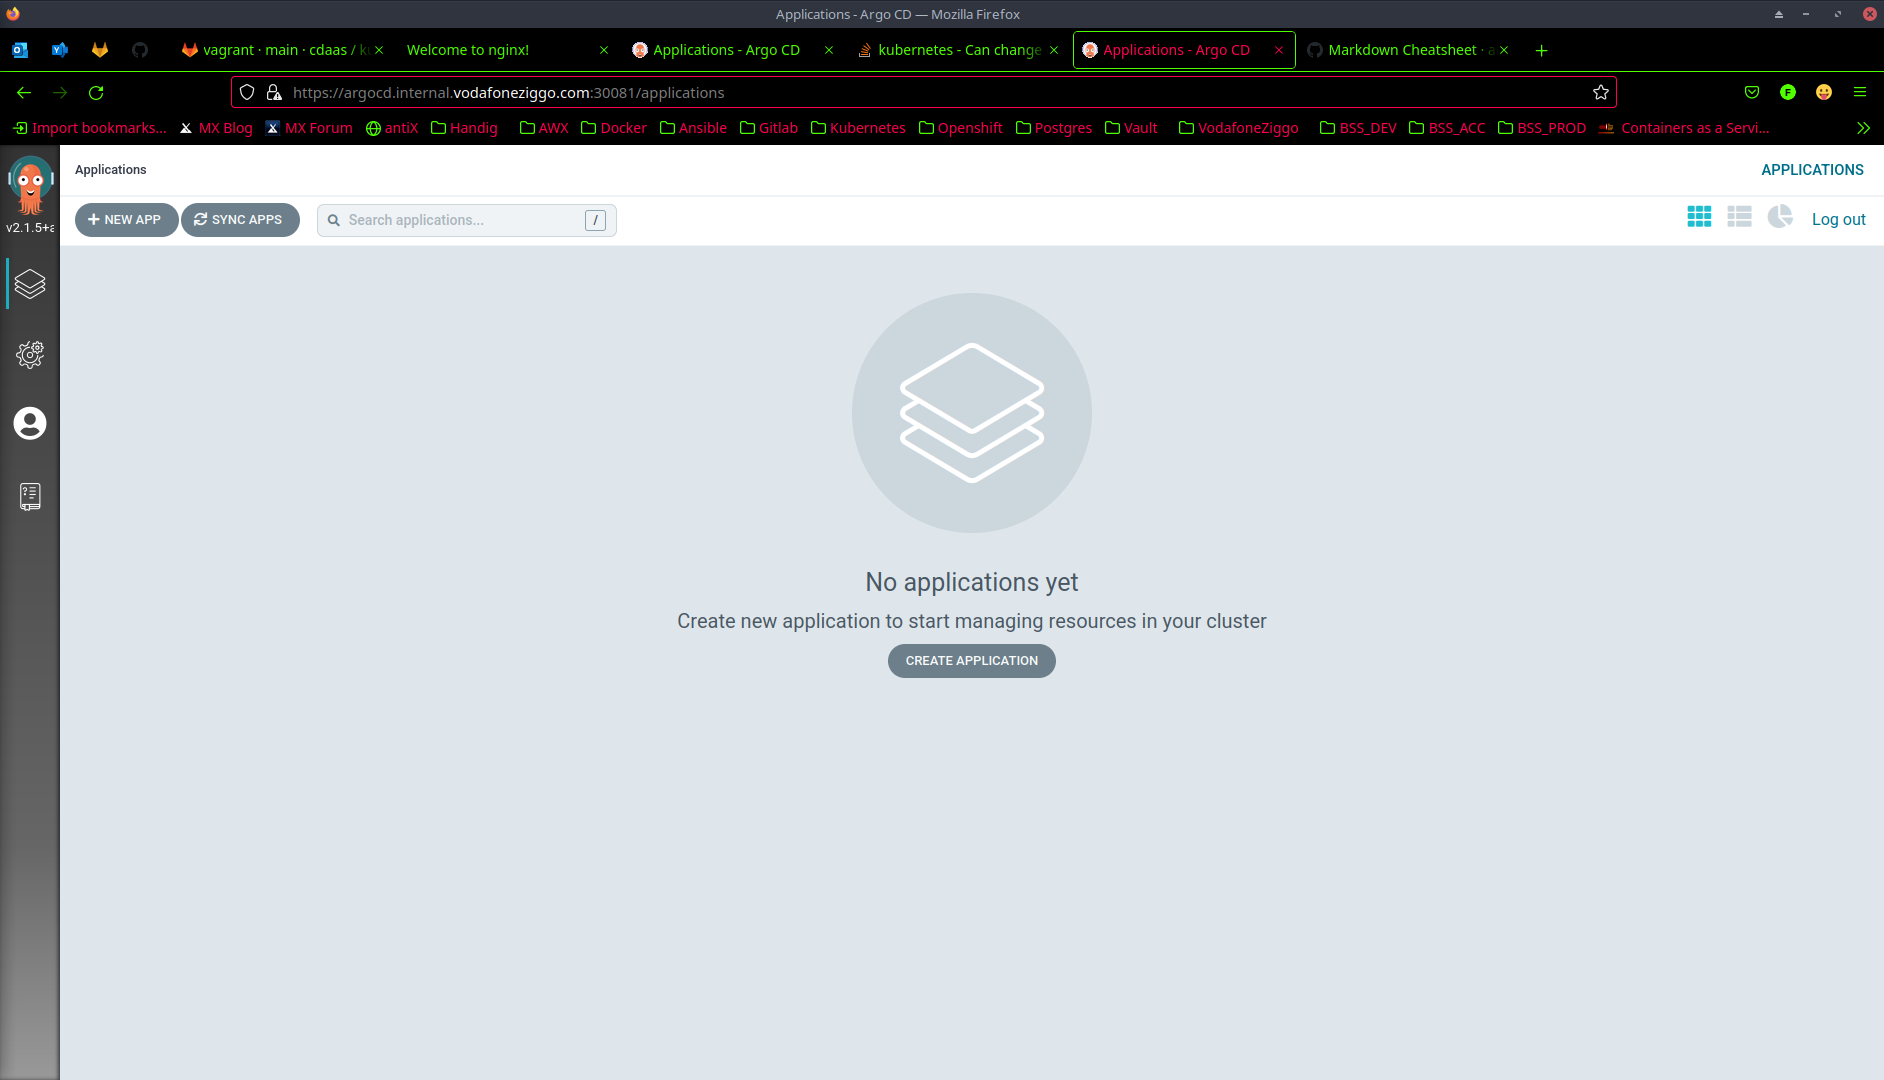 Applications - Argo CD — Mozilla Firefox
vagrant · main · cdaas / Welcome to nginx! Applications - Argo CD kubernetes - Can change Applications - Argo CD Markdown Cheatsheet ·
https://argocd.internal.vodafoneziggo.com:30081/applications
Import bookmarks... MX Blog MX Forum antiX Handig AWX Docker Ansible Gitlab Kubernetes Openshift Postgres Vault VodafoneZiggo BSS_DEV BSS_ACC BSS_PROD Containers as a Servi...
Applications APPLICATIONS
NEW APP SYNC APPS Search applications... / Log out
v2.1.5+a
No applications yet
Create new application to start managing resources in your cluster
CREATE APPLICATION